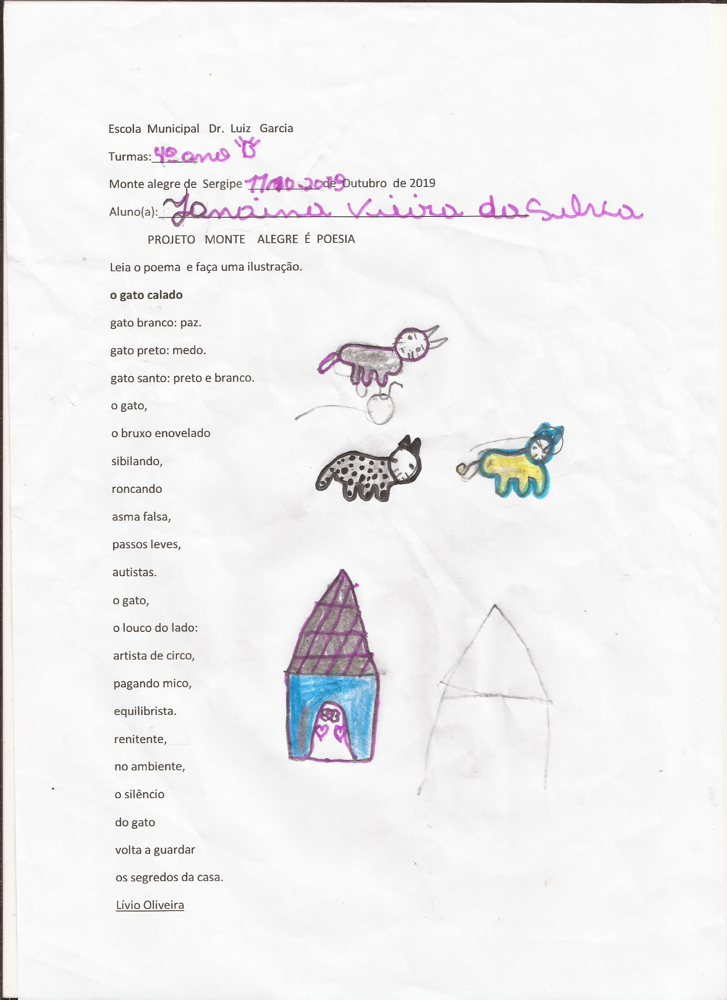 Escola Municipal Dr. Luiz Garcia
Turmas: 4º ano "B"
Monte alegre de Sergipe 11/10.2019 de Outubro de 2019
Aluno(a): Janaina Vieira da Silva
PROJETO MONTE ALEGRE É POESIA
Leia o poema e faça uma ilustração.
o gato calado
gato branco: paz.
gato preto: medo.
gato santo: preto e branco.
o gato,
o bruxo enovelado
sibilando,
roncando
asma falsa,
passos leves,
autistas.
o gato,
o louco do lado:
artista de circo,
pagando mico,
equilibrista.
renitente,
no ambiente,
o silêncio
do gato
volta a guardar
os segredos da casa.
Lívio Oliveira